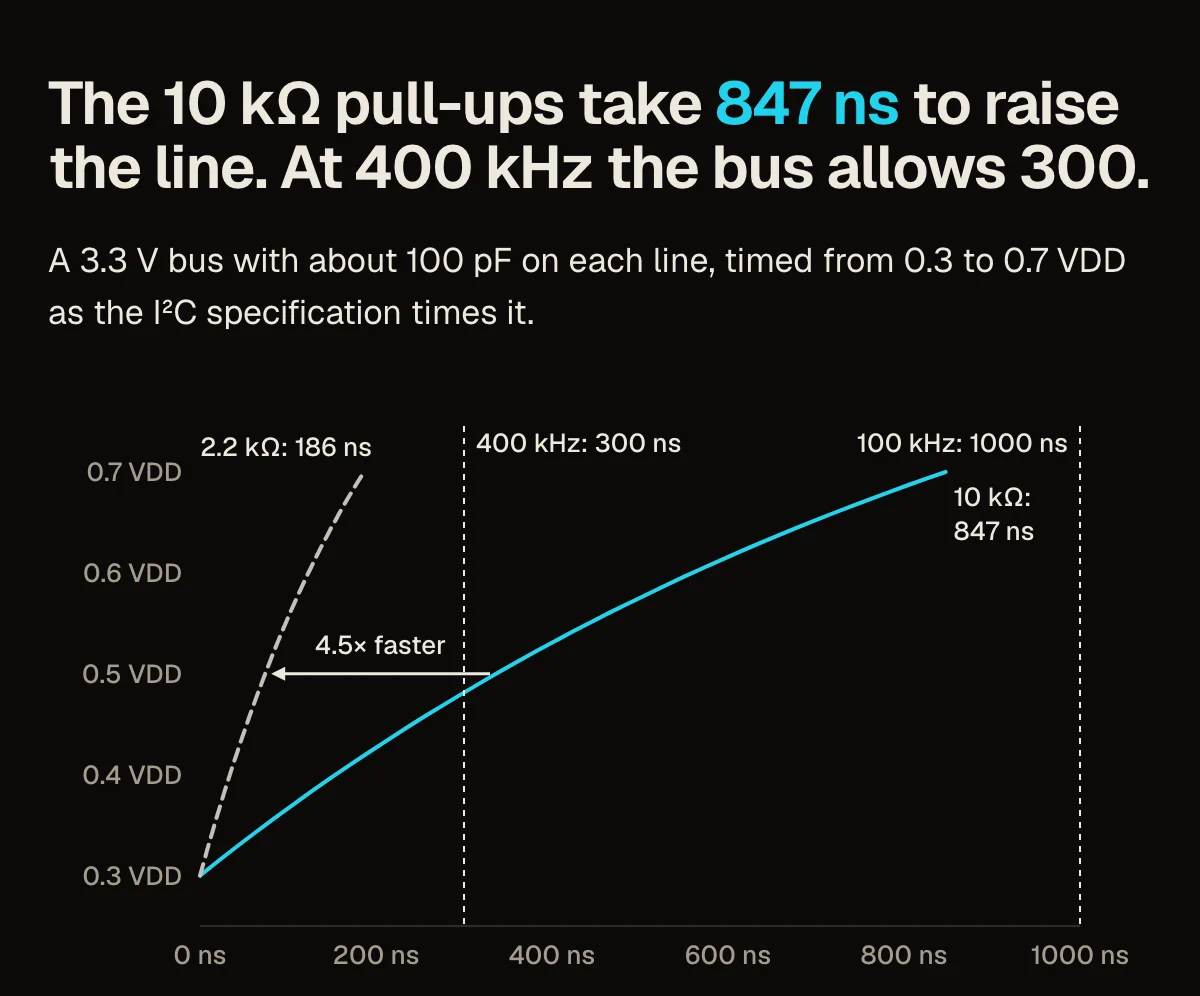 The 10 kΩ pull-ups take 847 ns to raise
the line. At 400 kHz the bus allows 300.
A 3.3 V bus with about 100 pF on each line, timed from 0.3 to 0.7 VDD
as the I²C specification times it.
2.2 kΩ: 186 ns
400 kHz: 300 ns
100 kHz: 1000 ns
0.7 VDD
10 kΩ:
847 ns
0.6 VDD
4.5× faster
0.5 VDD
0.4 VDD
0.3 VDD
0 ns
200 ns
400 ns
600 ns
800 ns
1000 ns